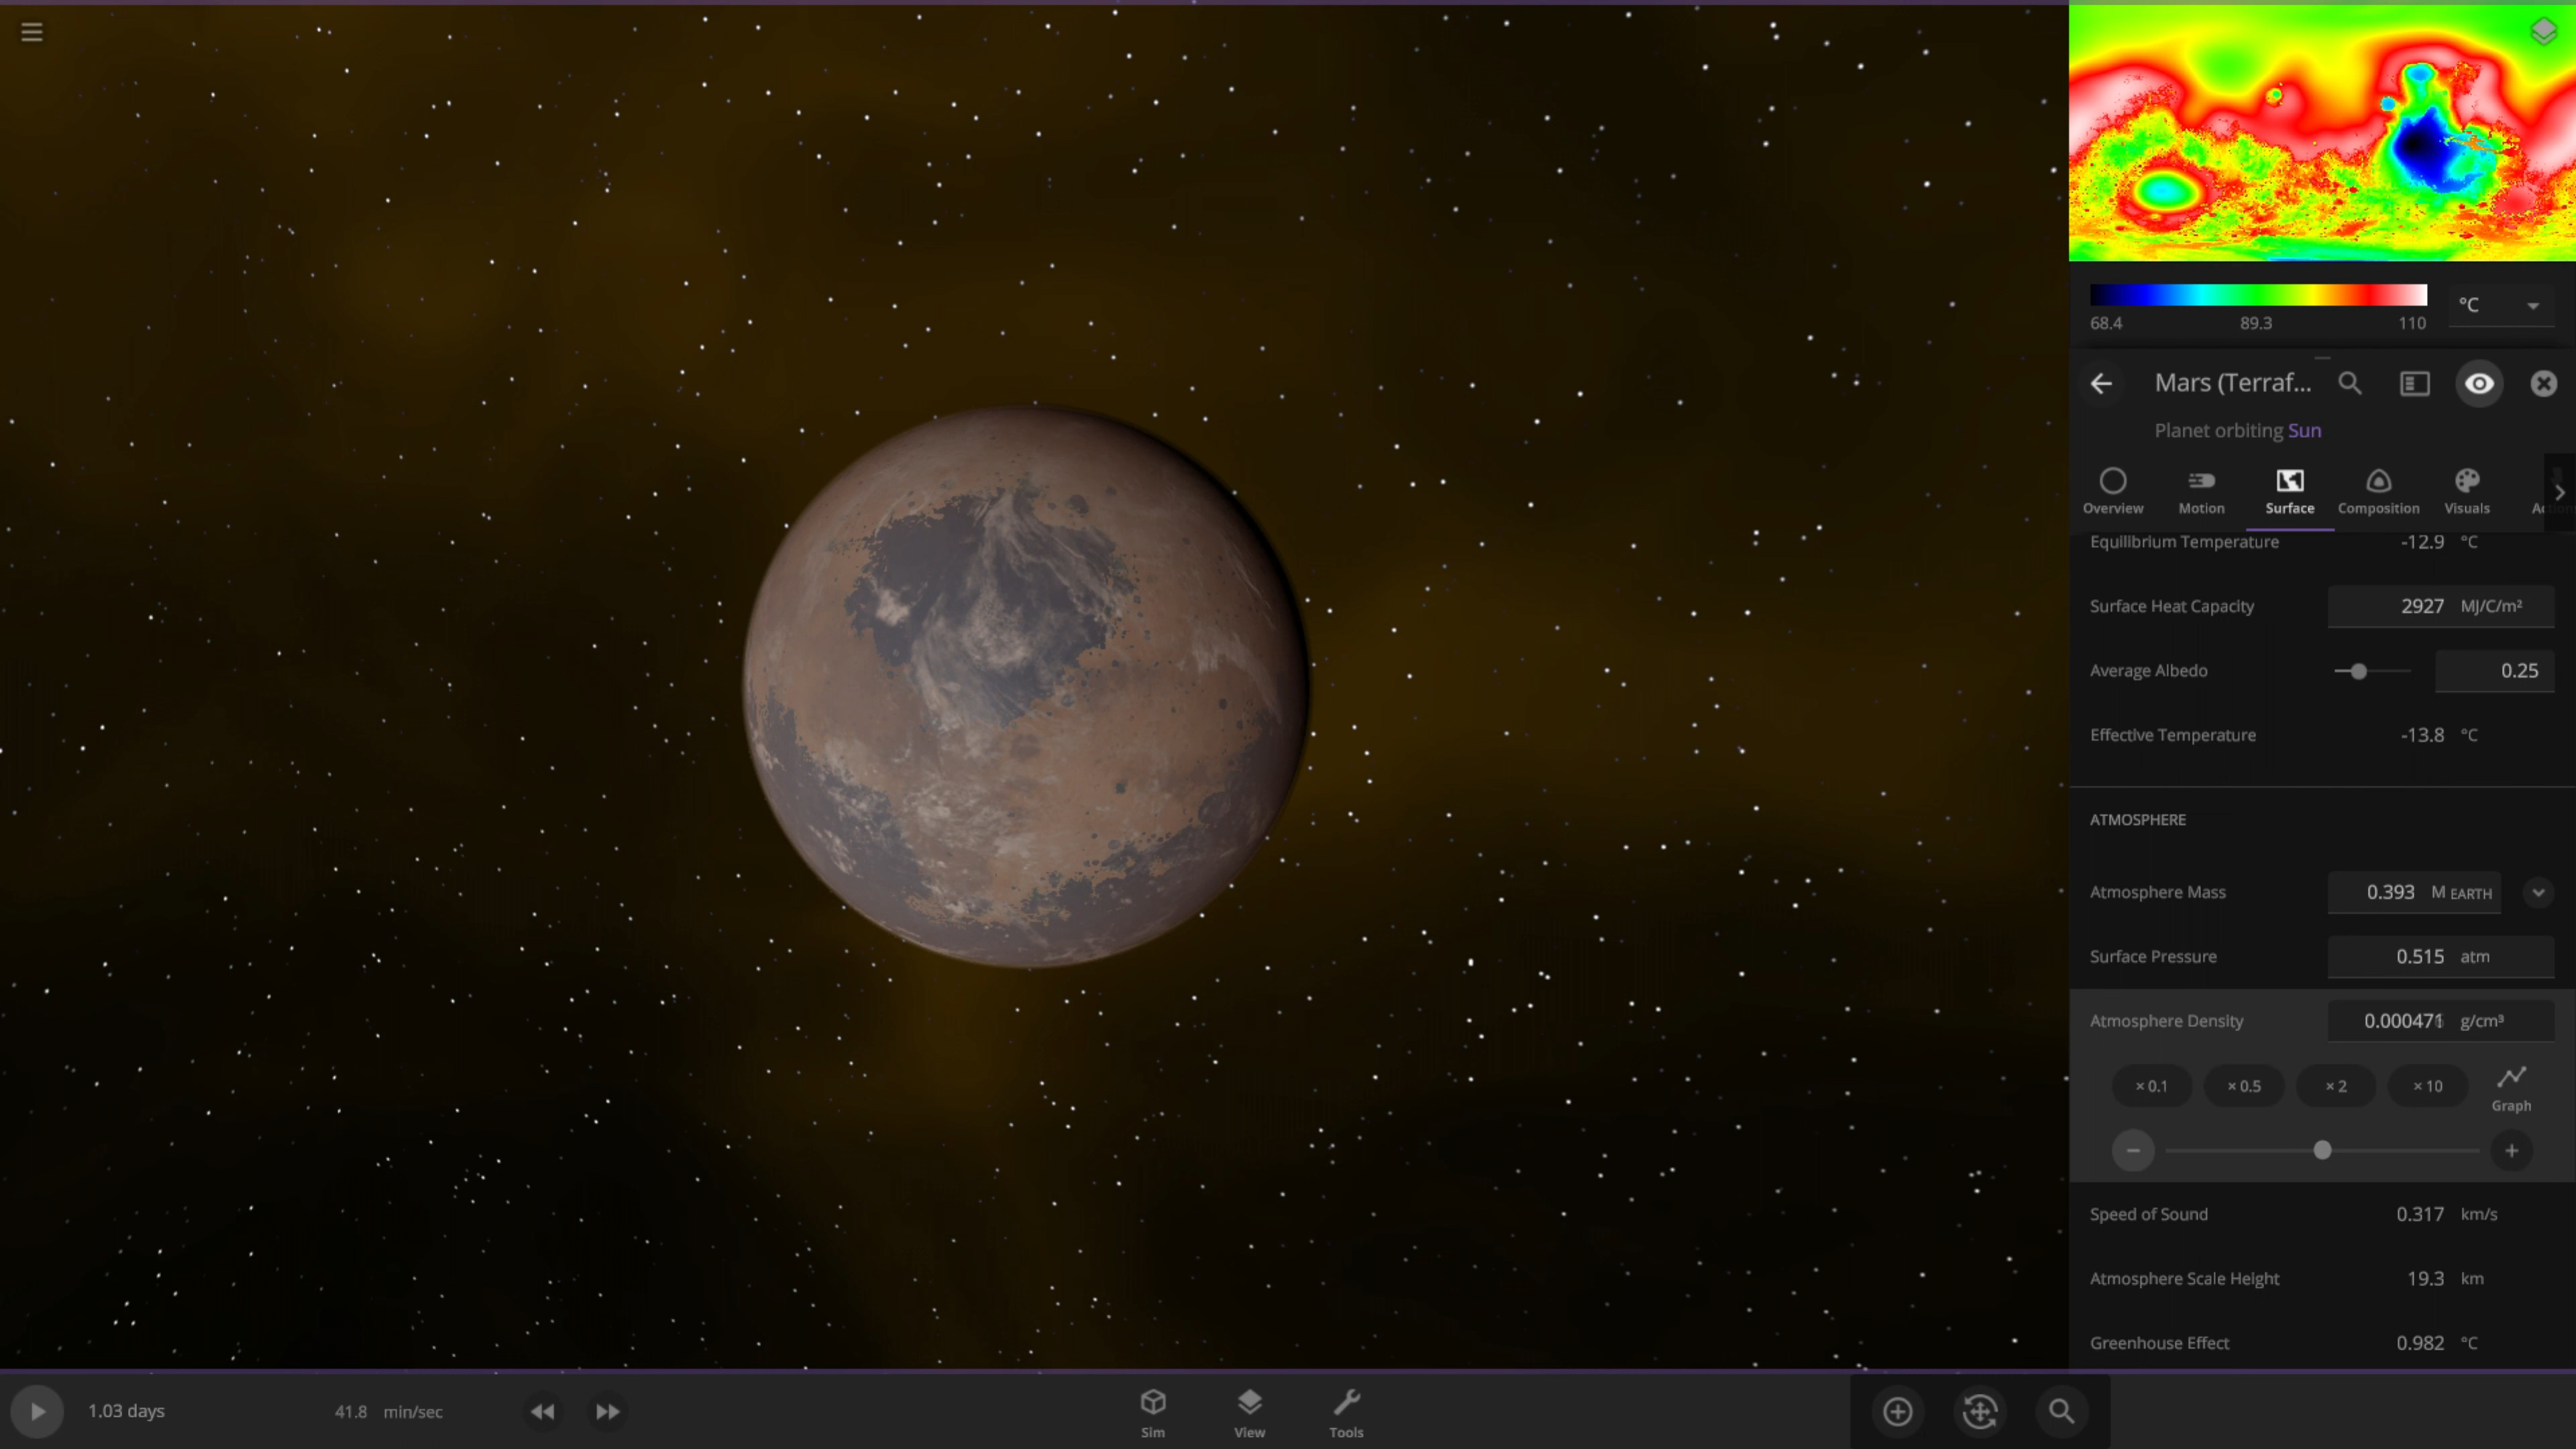 68.4 89.3 110 °C
Mars (Terraf...
Planet orbiting Sun
Overview Motion Surface Composition Visuals
Equilibrium Temperature -12.9 °C
Surface Heat Capacity 2927 MJ/C/m²
Average Albedo 0.25
Effective Temperature -13.8 °C
ATMOSPHERE
Atmosphere Mass 0.393 M EARTH
Surface Pressure 0.515 atm
Atmosphere Density 0.000476 g/cm³
× 0.1 × 0.5 × 2 × 10 Graph
− +
Speed of Sound 0.317 km/s
Atmosphere Scale Height 19.3 km
Greenhouse Effect 0.982 °C
1.03 days 41.8 min/sec Sim View Tools